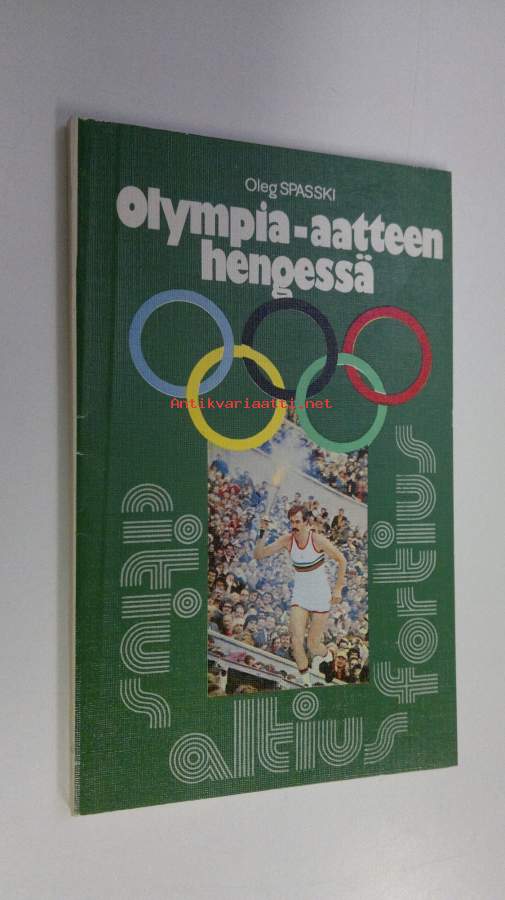 Oleg SPASSKI
Olympia-aatteen
hengessä
Antikvariaatti.net
citius
altius
fortius